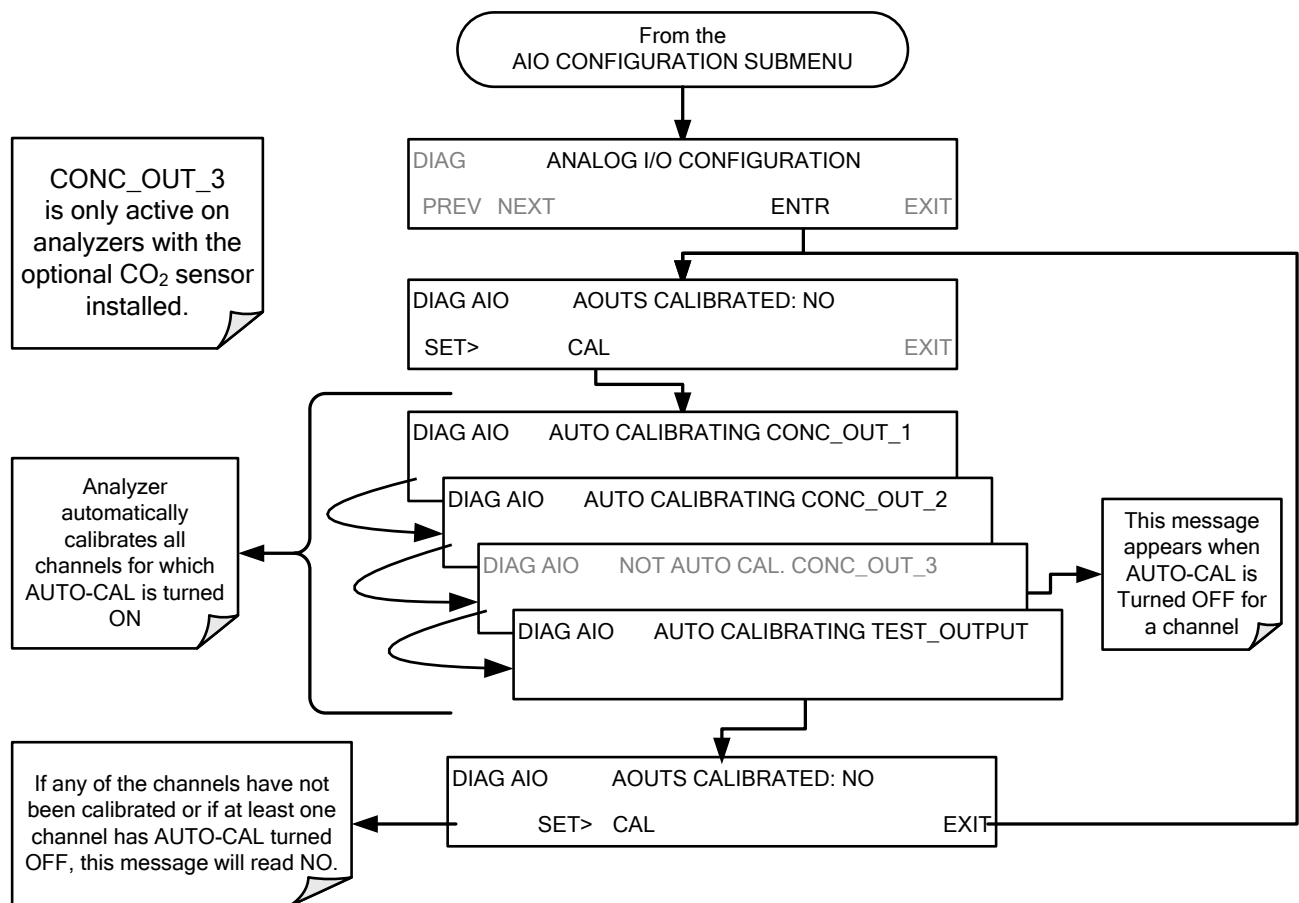 From the
AIO CONFIGURATION SUBMENU
DIAG ANALOG I/O CONFIGURATION
PREV NEXT ENTR EXIT
CONC_OUT_3
is only active on
analyzers with the
optional CO₂ sensor
installed.
DIAG AIO AOUTS CALIBRATED: NO
SET> CAL EXIT
DIAG AIO AUTO CALIBRATING CONC_OUT_1
DIAG AIO AUTO CALIBRATING CONC_OUT_2
DIAG AIO NOT AUTO CAL. CONC_OUT_3
DIAG AIO AUTO CALIBRATING TEST_OUTPUT
Analyzer
automatically
calibrates all
channels for which
AUTO-CAL is turned
ON
This message
appears when
AUTO-CAL is
Turned OFF for
a channel
DIAG AIO AOUTS CALIBRATED: NO
SET> CAL EXIT
If any of the channels have not
been calibrated or if at least one
channel has AUTO-CAL turned
OFF, this message will read NO.